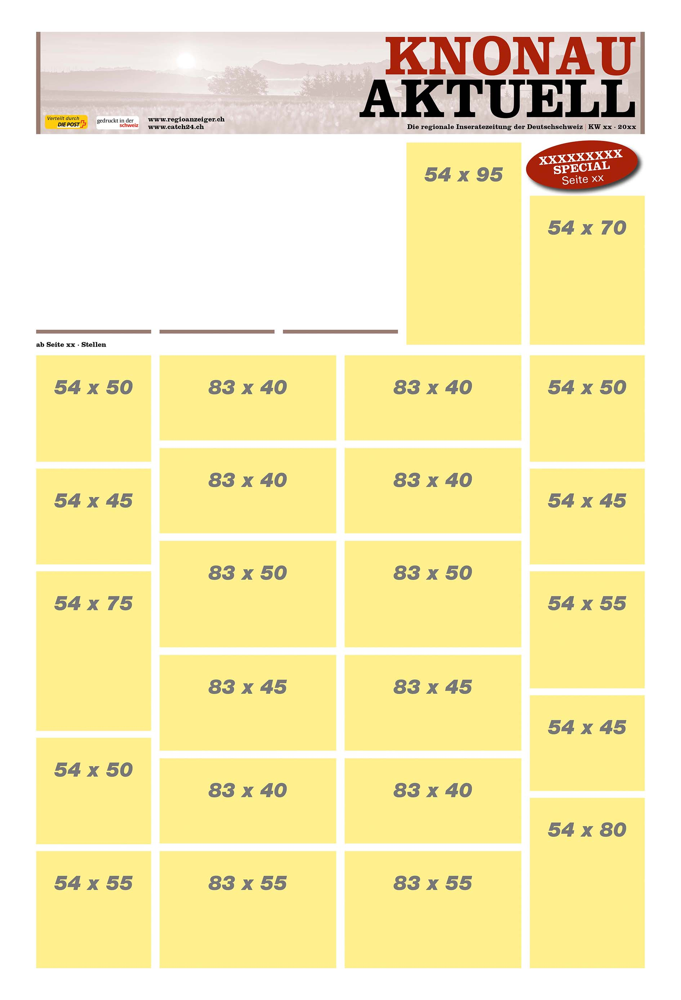 KNONAU
AKTUELL
Verteilt durch
DIE POST
gedruckt in der
schweiz
www.regioanzeiger.ch
www.catch24.ch
Die regionale Inseratezeitung der Deutschschweiz | KW xx · 20xx
54 x 95
XXXXXXXXX
SPECIAL
Seite xx
54 x 70
ab Seite xx · Stellen
54 x 50
83 x 40
83 x 40
54 x 50
83 x 40
83 x 40
54 x 45
54 x 45
83 x 50
83 x 50
54 x 75
54 x 55
83 x 45
83 x 45
54 x 45
54 x 50
83 x 40
83 x 40
54 x 80
54 x 55
83 x 55
83 x 55